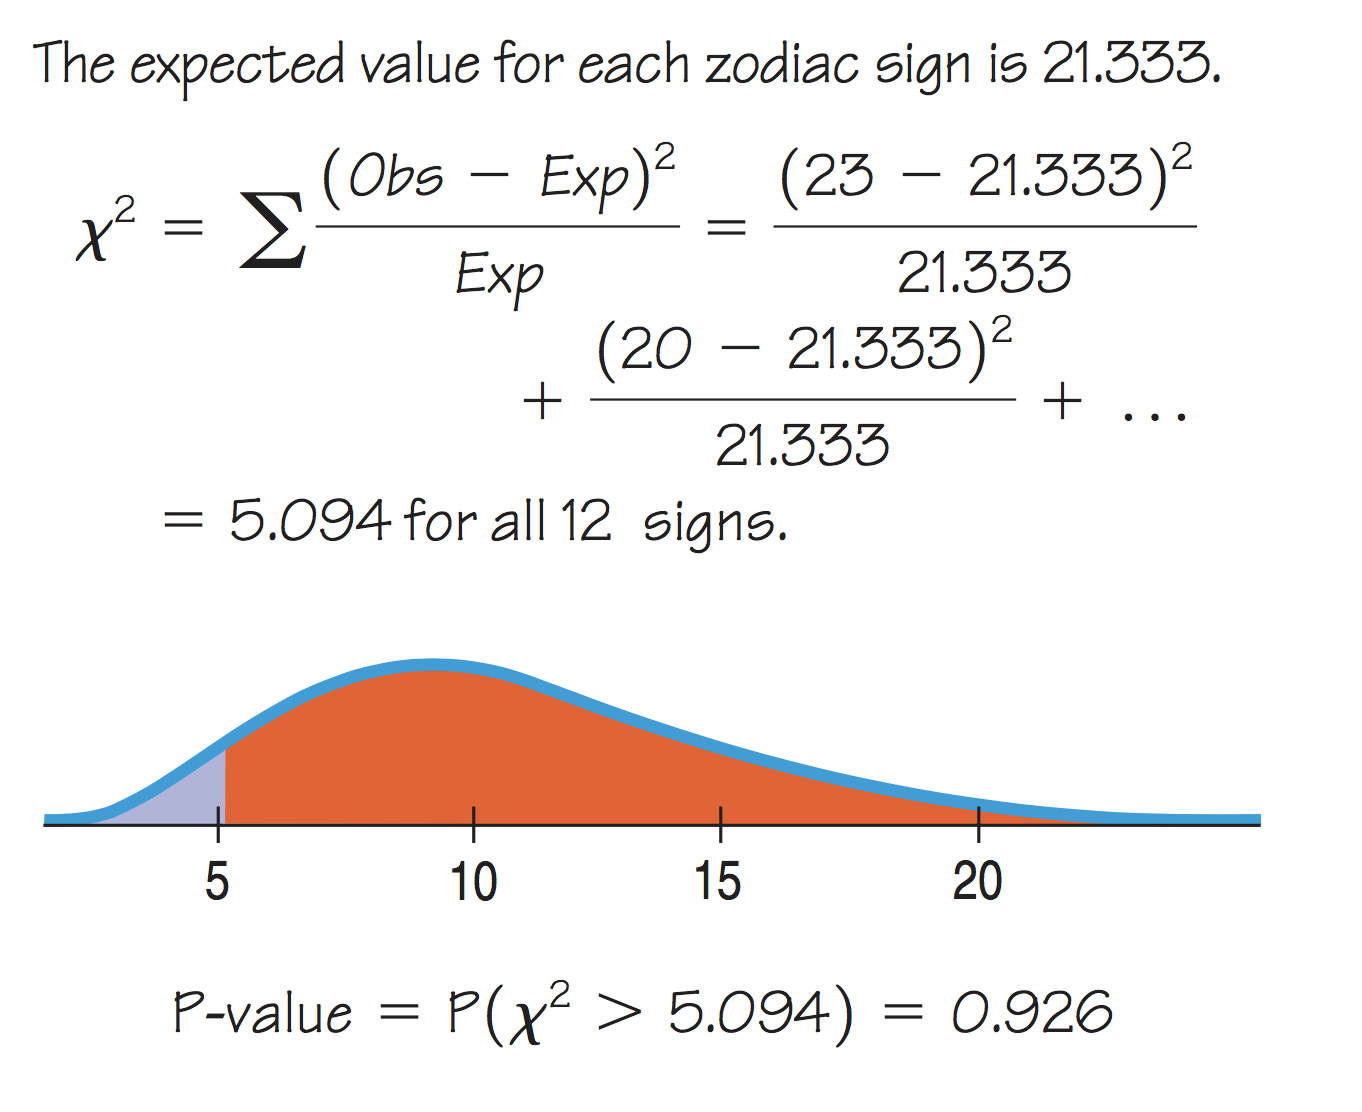 The expected value for each zodiac sign is 21.333.
χ² = ∑ (Obs − Exp)² / Exp = (23 − 21.333)² / 21.333
+ (20 − 21.333)² / 21.333 + ...
= 5.094 for all 12 signs.
5 10 15 20
P-value = P(χ² > 5.094) = 0.926